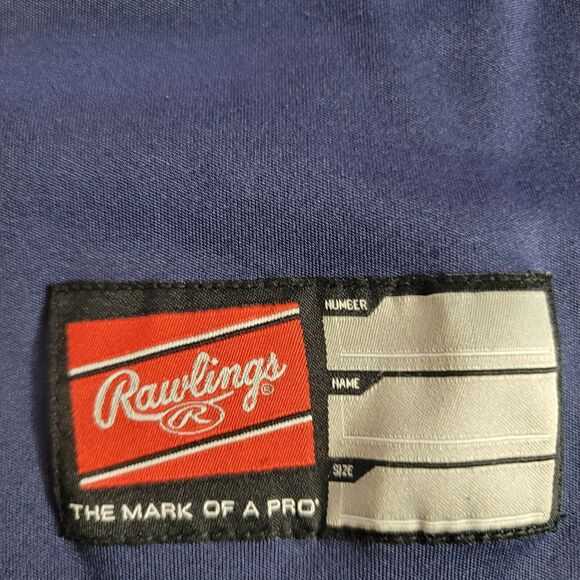 Rawlings®
R
THE MARK OF A PRO'
NUMBER
NAME
SIZE